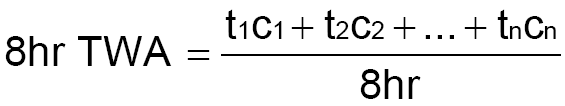 8hr TWA = t1c1 + t2c2 + ... + tncn
8hr